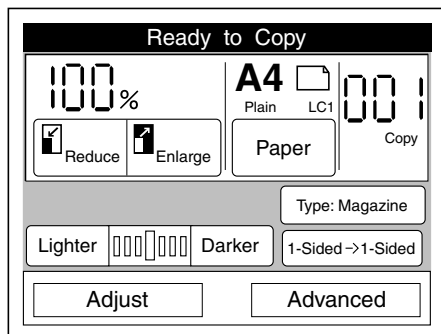 Ready to Copy
100%
A4
Plain LC1
001
Copy
Reduce
Enlarge
Paper
Type: Magazine
Lighter
Darker
1-Sided→1-Sided
Adjust
Advanced